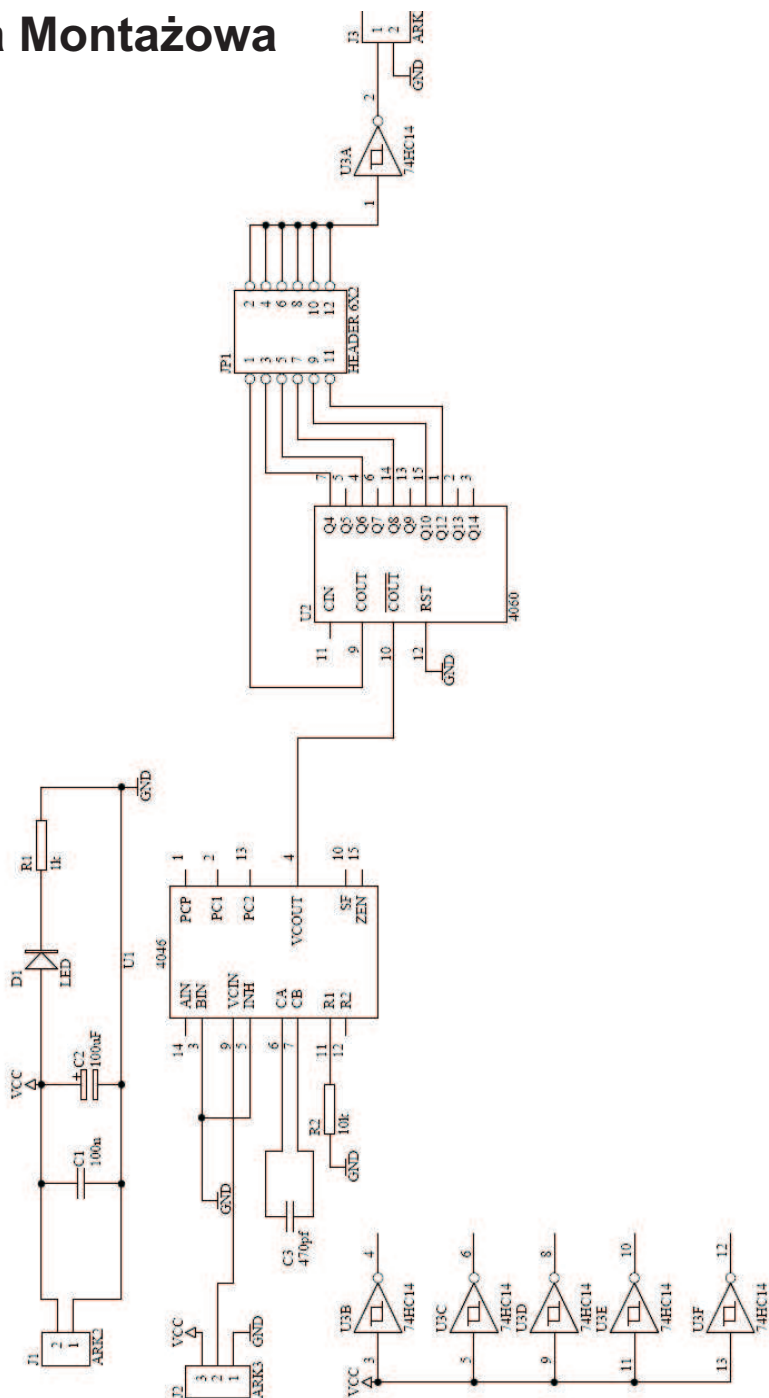 a Montażowa
J3
1
2
ARK
GND
2
U3A
74HC14
1
JP1
1 2
3 4
5 6
7 8
9 10
11 12
HEADER 6X2
U2
CIN
COUT
COUT
RST
11
9
10
12
GND
Q4 7
Q5 5
Q6 4
Q7 6
Q8 14
Q9 13
Q10 15
Q12 1
Q13 2
Q14 3
4060
J1
2
1
ARK2
C1
100n
VCC
C2
+
100uF
D1
LED
R1
1k
GND
U1
4046
14 AIN
3 BIN
9 VCIN
5 INH
6 CA
7 CB
11 R1
12 R2
PCP 1
PC1 2
PC2 13
VCOUT 4
SF 10
ZEN 15
GND
C3
470pf
R2
10k
GND
J2
3
2
1
ARK3
VCC
GND
VCC
U3B
3 4
74HC14
U3C
5 6
74HC14
U3D
9 8
74HC14
U3E
11 10
74HC14
U3F
13 12
74HC14